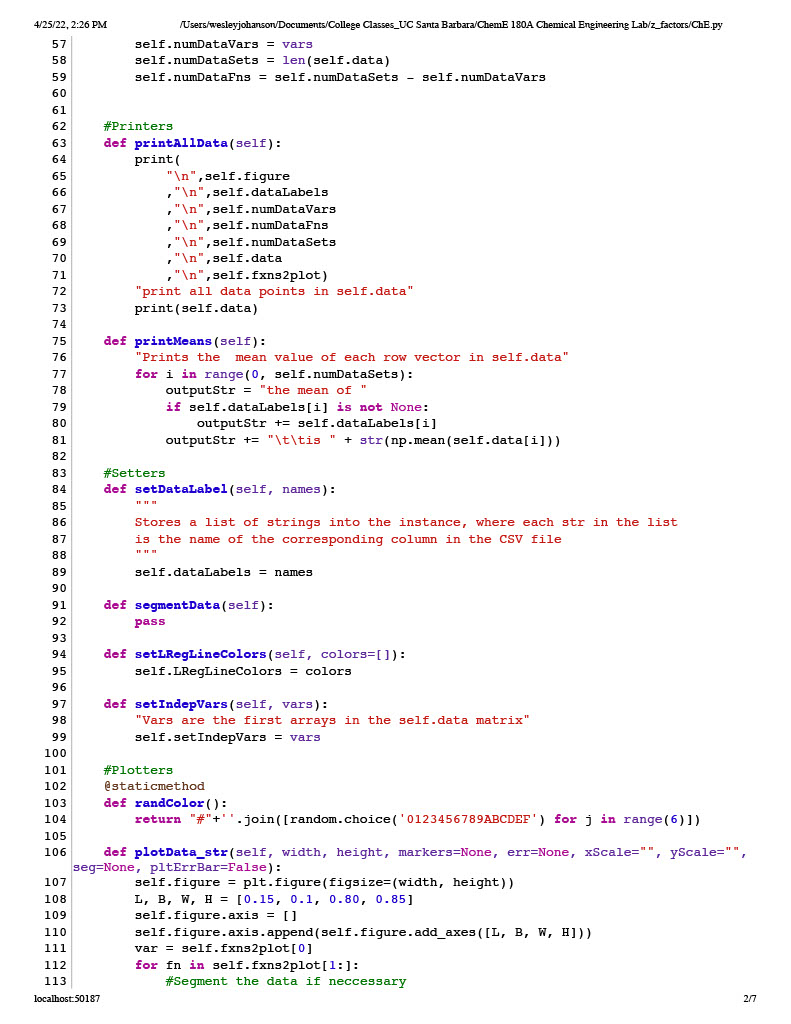 4/25/22, 2:26 PM /Users/wesleyjohanson/Documents/College Classes_UC Santa Barbara/ChemE 180A Chemical Engineering Lab/z_factors/ChE.py
57 self.numDataVars = vars
58 self.numDataSets = len(self.data)
59 self.numDataFns = self.numDataSets - self.numDataVars
60
61
62 #Printers
63 def printAllData(self):
64 print(
65 "\n",self.figure
66 ,"\n",self.dataLabels
67 ,"\n",self.numDataVars
68 ,"\n",self.numDataFns
69 ,"\n",self.numDataSets
70 ,"\n",self.data
71 ,"\n",self.fxns2plot)
72 "print all data points in self.data"
73 print(self.data)
74
75 def printMeans(self):
76 "Prints the  mean value of each row vector in self.data"
77 for i in range(0, self.numDataSets):
78 outputStr = "the mean of "
79 if self.dataLabels[i] is not None:
80 outputStr += self.dataLabels[i]
81 outputStr += "\t\tis " + str(np.mean(self.data[i]))
82
83 #Setters
84 def setDataLabel(self, names):
85 """
86 Stores a list of strings into the instance, where each str in the list
87 is the name of the corresponding column in the CSV file
88 """
89 self.dataLabels = names
90
91 def segmentData(self):
92 pass
93
94 def setLRegLineColors(self, colors=[]):
95 self.LRegLineColors = colors
96
97 def setIndepVars(self, vars):
98 "Vars are the first arrays in the self.data matrix"
99 self.setIndepVars = vars
100
101 #Plotters
102 @staticmethod
103 def randColor():
104 return "#"+''.join([random.choice('0123456789ABCDEF') for j in range(6)])
105
106 def plotData_str(self, width, height, markers=None, err=None, xScale="", yScale="",
seg=None, pltErrBar=False):
107 self.figure = plt.figure(figsize=(width, height))
108 L, B, W, H = [0.15, 0.1, 0.80, 0.85]
109 self.figure.axis = []
110 self.figure.axis.append(self.figure.add_axes([L, B, W, H]))
111 var = self.fxns2plot[0]
112 for fn in self.fxns2plot[1:]:
113 #Segment the data if neccessary
localhost:50187 2/7